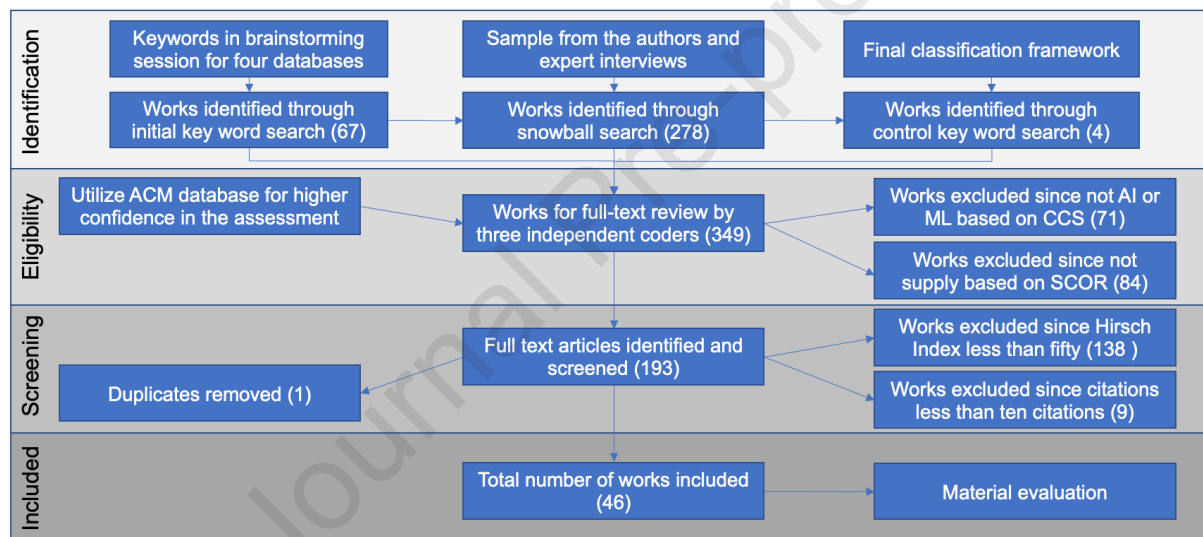 Identification
Keywords in brainstorming
session for four databases
Sample from the authors and
expert interviews
Final classification framework
Works identified through
initial key word search (67)
Works identified through
snowball search (278)
Works identified through
control key word search (4)
Eligibility
Utilize ACM database for higher
confidence in the assessment
Works for full-text review by
three independent coders (349)
Works excluded since not AI or
ML based on CCS (71)
Works excluded since not
supply based on SCOR (84)
Screening
Full text articles identified and
screened (193)
Duplicates removed (1)
Works excluded since Hirsch
Index less than fifty (138 )
Works excluded since citations
less than ten citations (9)
Included
Total number of works included
(46)
Material evaluation
Journal Pre-pr